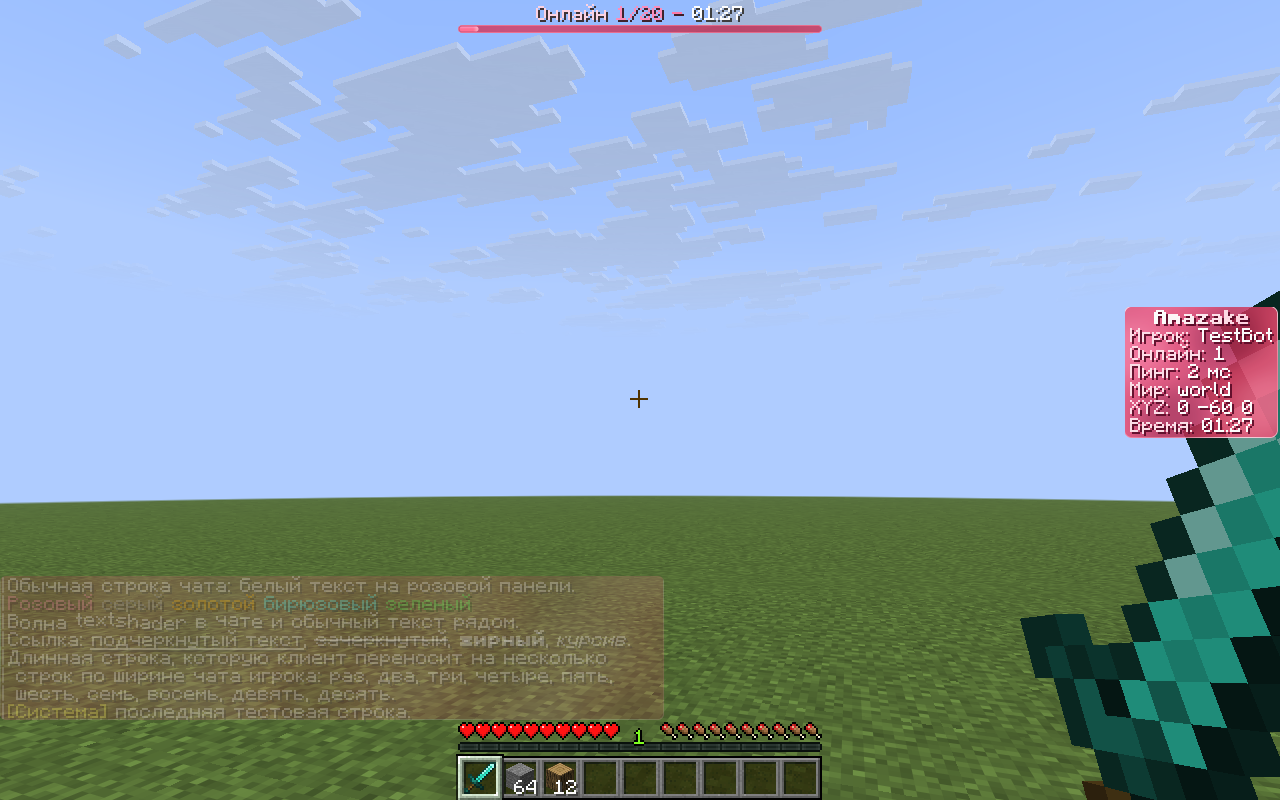 Онлайн 1/20 - 01:27
Amazake
Игрок: TestBot
Онлайн: 1
Пинг: 2 мс
Мир: world
XYZ: 0 -60 0
Время: 01:27
Обычная строка чата: белый текст на розовой панели.
Розовый серый золотой бирюзовый зеленый
Волна textshader в чате и обычный текст рядом.
Ссылка: подчеркнутый текст, зачеркнутый, жирный, курсив.
Длинная строка, которую клиент переносит на несколько
строк по ширине чата игрока: раз, два, три, четыре, пять,
шесть, семь, восемь, девять, десять.
[Система] последняя тестовая строка.
1
64 12